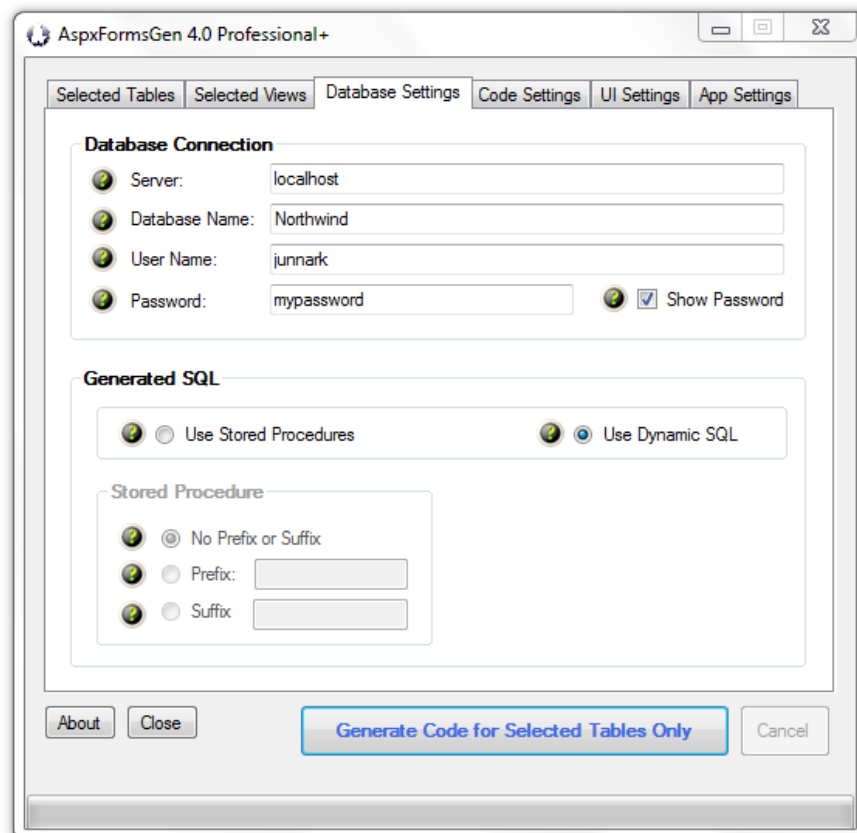 AspxFormsGen 4.0 Professional+
Selected Tables Selected Views Database Settings Code Settings UI Settings App Settings
Database Connection
Server: localhost
Database Name: Northwind
User Name: junnark
Password: mypassword Show Password
Generated SQL
Use Stored Procedures Use Dynamic SQL
Stored Procedure
No Prefix or Suffix
Prefix:
Suffix
About Close Generate Code for Selected Tables Only Cancel